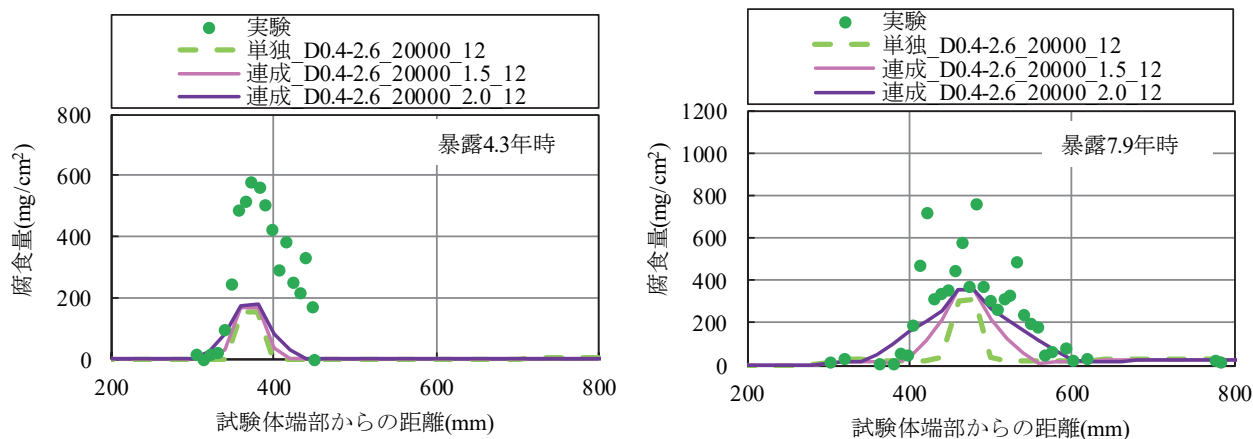 実験
単独_D0.4-2.6_20000_12
連成_D0.4-2.6_20000_1.5_12
連成_D0.4-2.6_20000_2.0_12
800
600
400
200
0
腐食量(mg/cm²)
暴露4.3年時
200
400
600
800
試験体端部からの距離(mm)
実験
単独_D0.4-2.6_20000_12
連成_D0.4-2.6_20000_1.5_12
連成_D0.4-2.6_20000_2.0_12
1200
1000
800
600
400
200
0
腐食量(mg/cm²)
暴露7.9年時
200
400
600
800
試験体端部からの距離(mm)